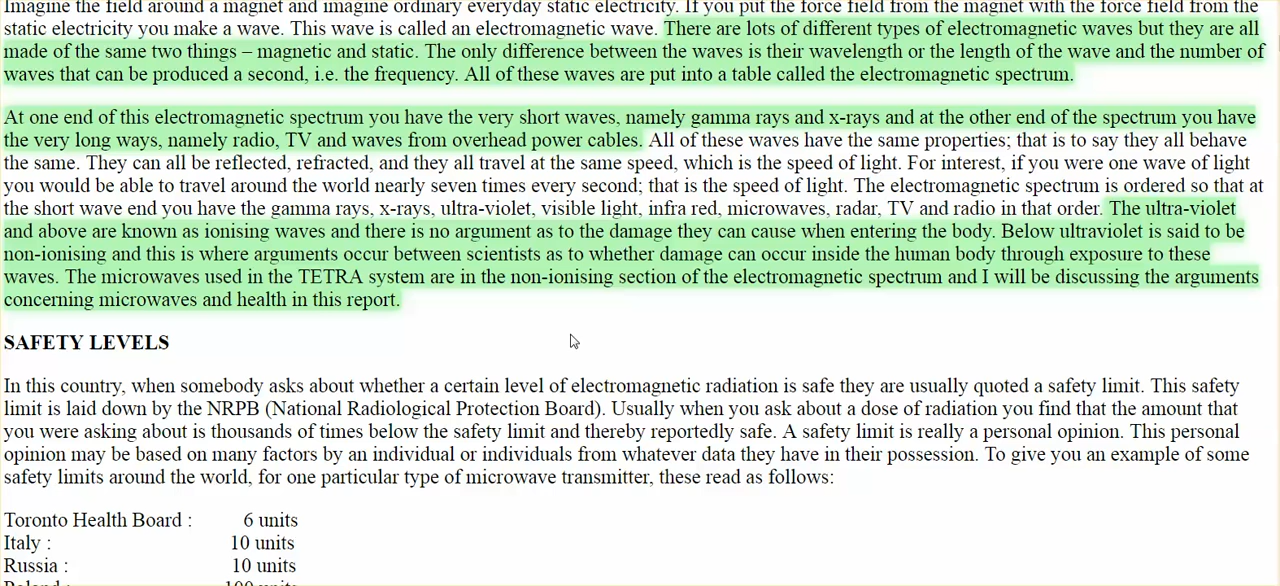 Imagine the field around a magnet and imagine ordinary everyday static electricity. If you put the force field from the magnet with the force field from the
static electricity you make a wave. This wave is called an electromagnetic wave. There are lots of different types of electromagnetic waves but they are all
made of the same two things – magnetic and static. The only difference between the waves is their wavelength or the length of the wave and the number of
waves that can be produced a second, i.e. the frequency. All of these waves are put into a table called the electromagnetic spectrum.
At one end of this electromagnetic spectrum you have the very short waves, namely gamma rays and x-rays and at the other end of the spectrum you have
the very long ways, namely radio, TV and waves from overhead power cables. All of these waves have the same properties; that is to say they all behave
the same. They can all be reflected, refracted, and they all travel at the same speed, which is the speed of light. For interest, if you were one wave of light
you would be able to travel around the world nearly seven times every second; that is the speed of light. The electromagnetic spectrum is ordered so that at
the short wave end you have the gamma rays, x-rays, ultra-violet, visible light, infra red, microwaves, radar, TV and radio in that order. The ultra-violet
and above are known as ionising waves and there is no argument as to the damage they can cause when entering the body. Below ultraviolet is said to be
non-ionising and this is where arguments occur between scientists as to whether damage can occur inside the human body through exposure to these
waves. The microwaves used in the TETRA system are in the non-ionising section of the electromagnetic spectrum and I will be discussing the arguments
concerning microwaves and health in this report.
SAFETY LEVELS
In this country, when somebody asks about whether a certain level of electromagnetic radiation is safe they are usually quoted a safety limit. This safety
limit is laid down by the NRPB (National Radiological Protection Board). Usually when you ask about a dose of radiation you find that the amount that
you were asking about is thousands of times below the safety limit and thereby reportedly safe. A safety limit is really a personal opinion. This personal
opinion may be based on many factors by an individual or individuals from whatever data they have in their possession. To give you an example of some
safety limits around the world, for one particular type of microwave transmitter, these read as follows:
Toronto Health Board : 6 units
Italy : 10 units
Russia : 10 units
Poland : 100 units